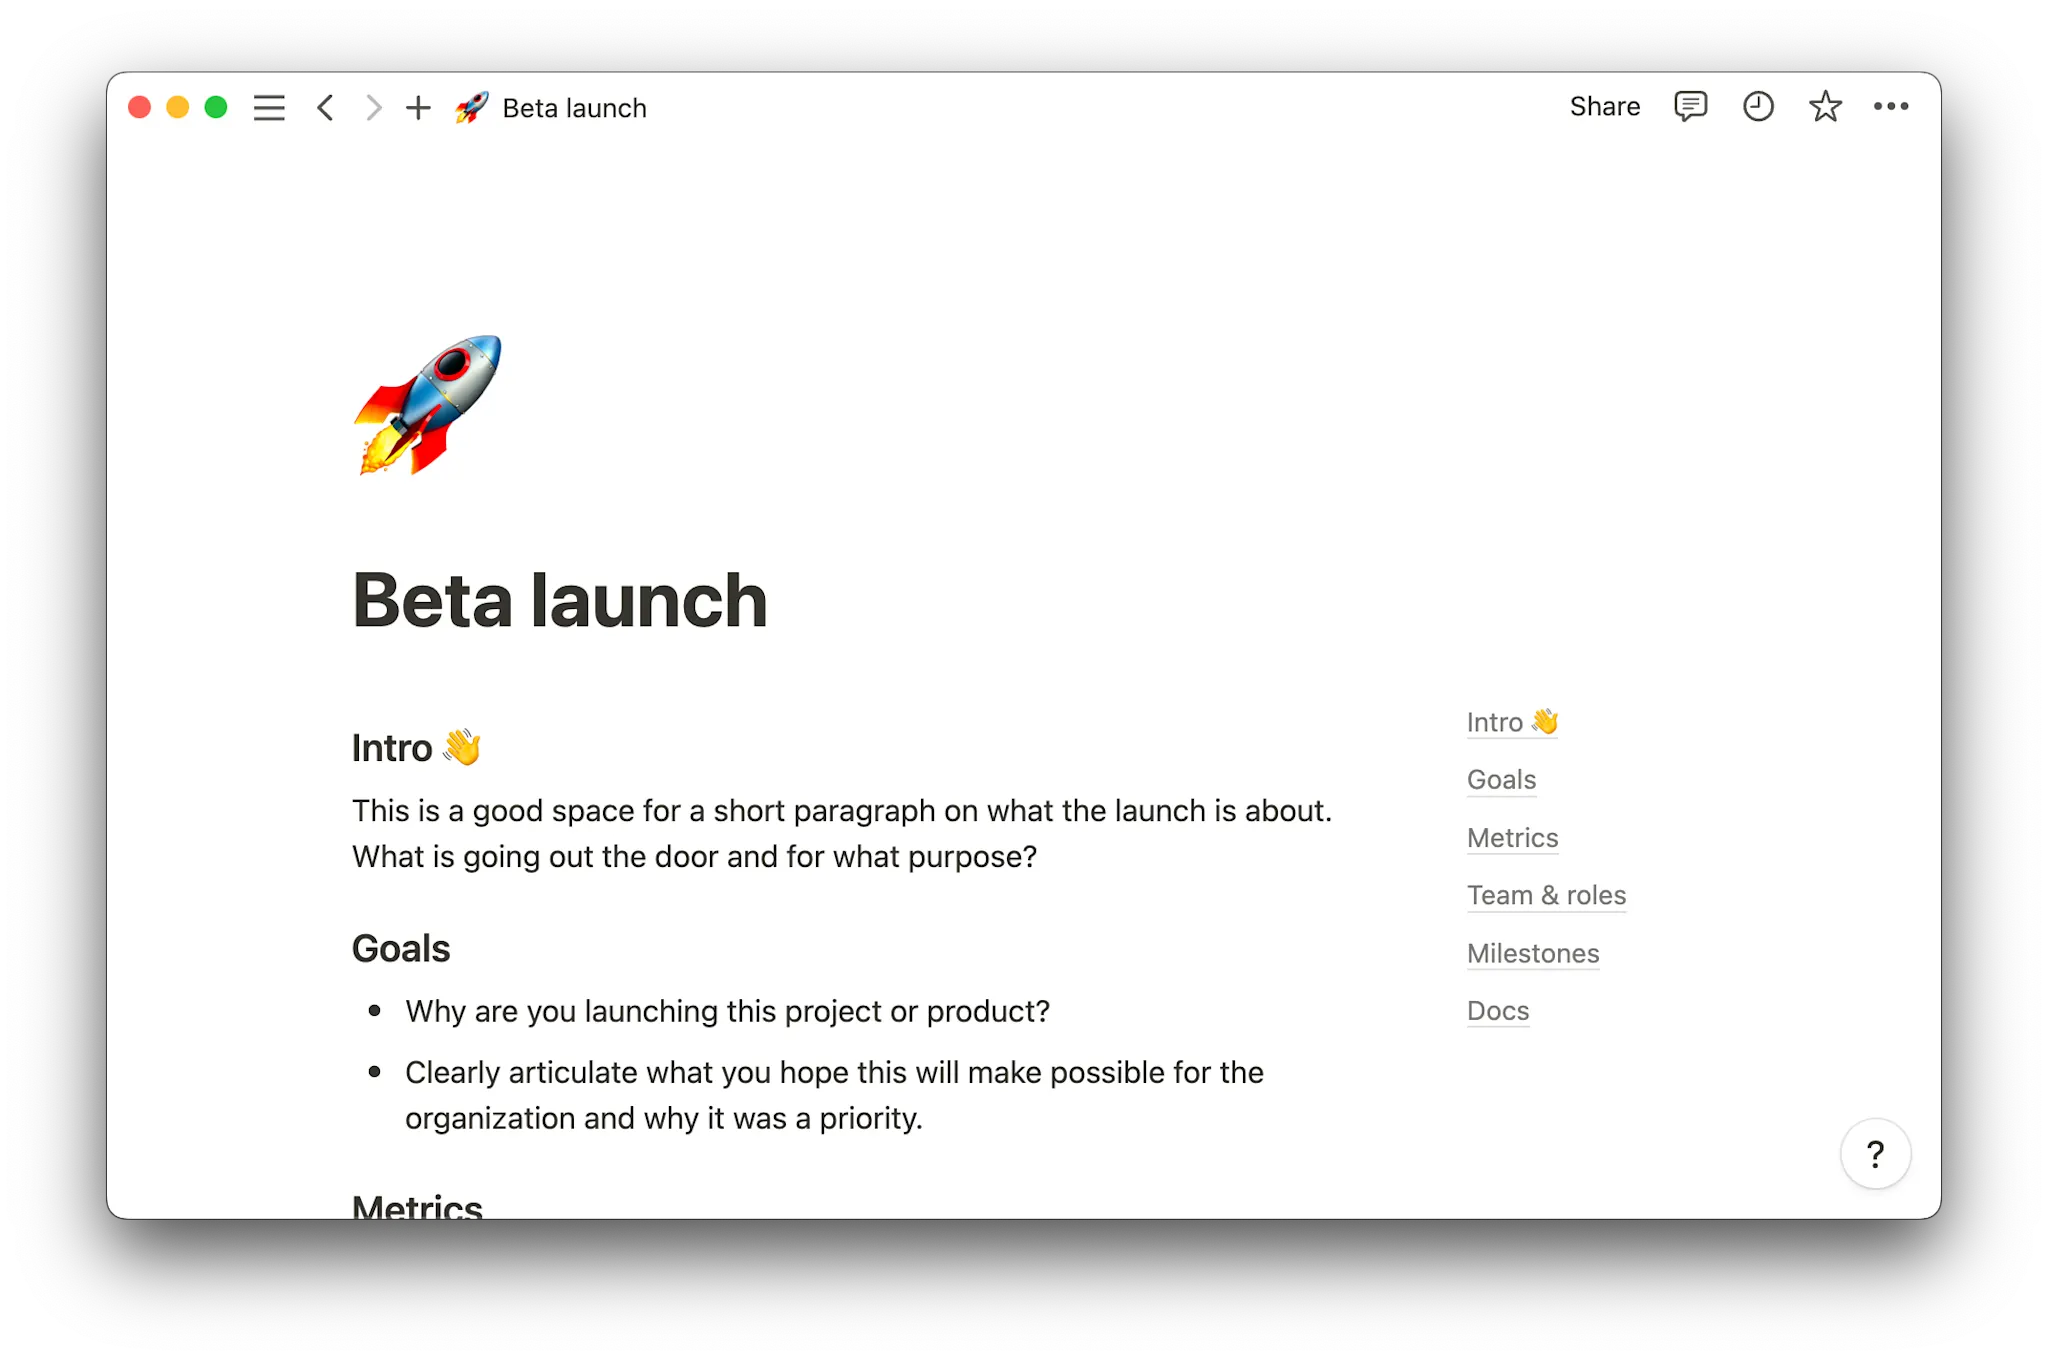 Beta launch
Share
Beta launch
Intro 👋
This is a good space for a short paragraph on what the launch is about.
What is going out the door and for what purpose?
Goals
• Why are you launching this project or product?
• Clearly articulate what you hope this will make possible for the
organization and why it was a priority.
Metrics
Intro 👋
Goals
Metrics
Team & roles
Milestones
Docs
?